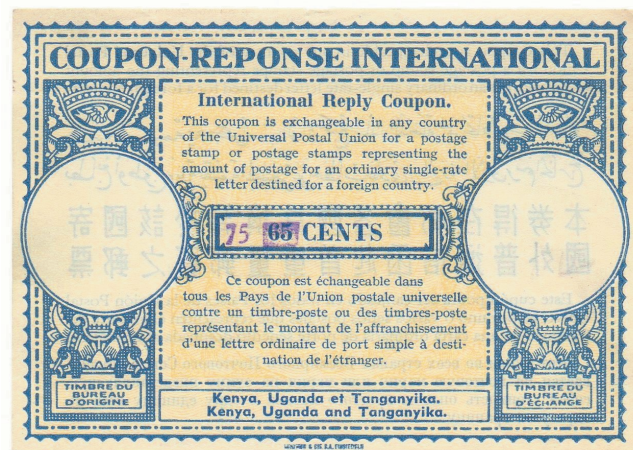 COUPON-REPONSE INTERNATIONAL
International Reply Coupon.
This coupon is exchangeable in any country
of the Universal Postal Union for a postage
stamp or postage stamps representing the
amount of postage for an ordinary single-rate
letter destined for a foreign country.
75 65 CENTS
Ce coupon est échangeable dans
tous les Pays de l'Union postale universelle
contre un timbre-poste ou des timbres-poste
représentant le montant de l'affranchissement
d'une lettre ordinaire de port simple à desti-
nation de l'étranger.
TIMBRE DU
BUREAU
D'ORIGINE
TIMBRE DU
BUREAU
D'ÉCHANGE
Kenya, Uganda et Tanganyika.
Kenya, Uganda and Tanganyika.